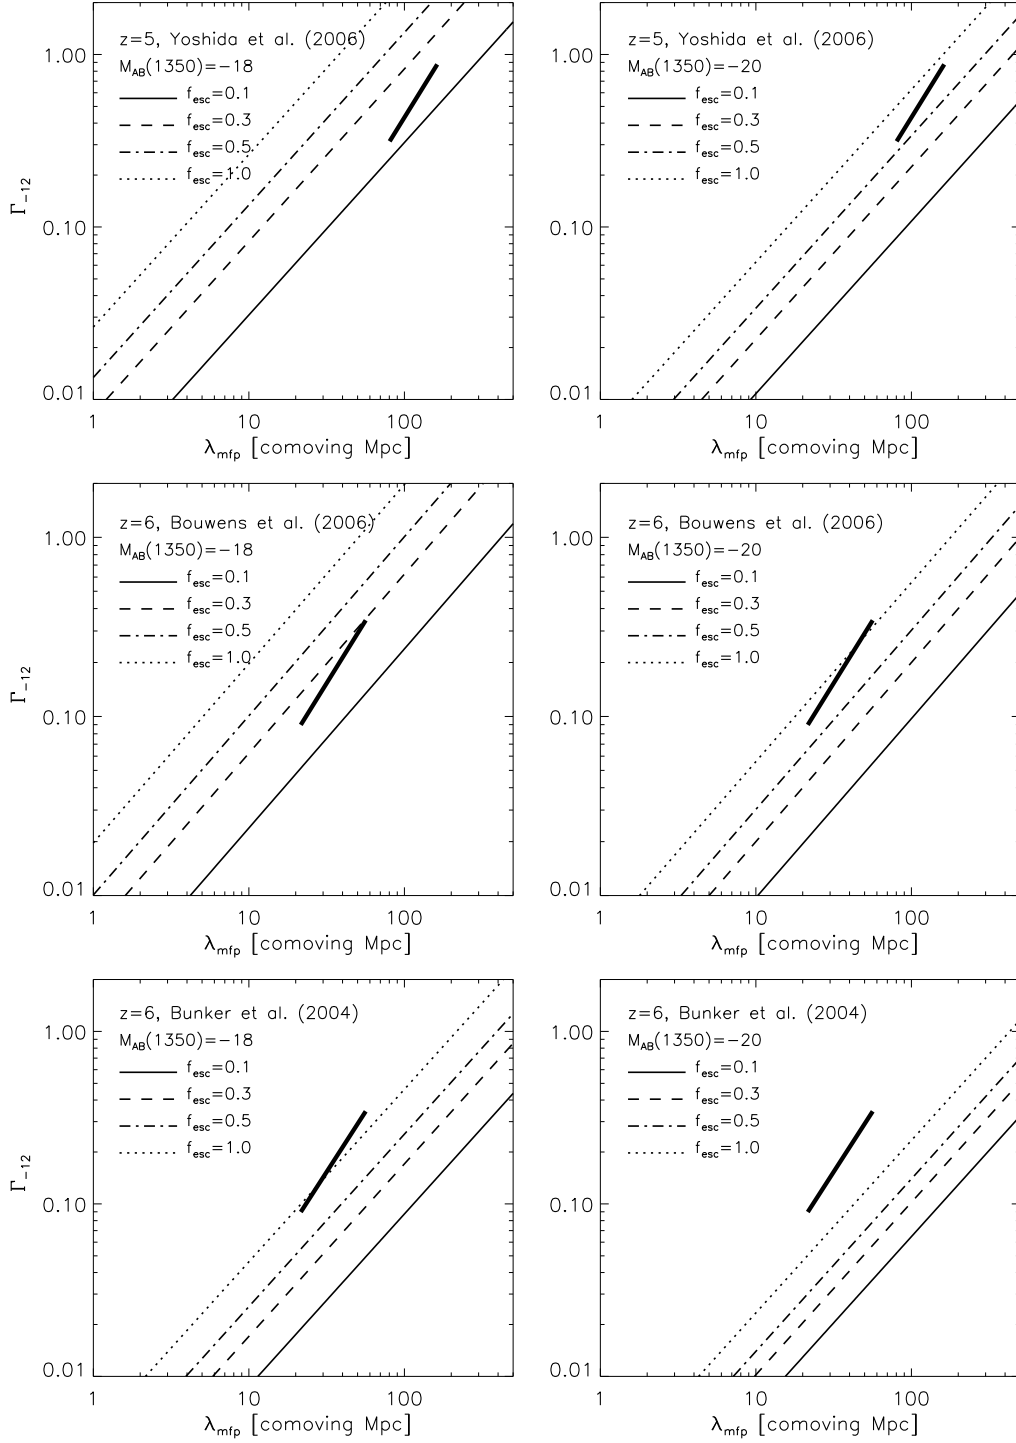 z=5, Yoshida et al. (2006)
M_AB(1350)=−18
f_esc=0.1
f_esc=0.3
f_esc=0.5
f_esc=1.0
1.00
0.10
0.01
Γ_−12
1 10 100
λ_mfp [comoving Mpc]
z=5, Yoshida et al. (2006)
M_AB(1350)=−20
f_esc=0.1
f_esc=0.3
f_esc=0.5
f_esc=1.0
1.00
0.10
0.01
1 10 100
λ_mfp [comoving Mpc]
z=6, Bouwens et al. (2006)
M_AB(1350)=−18
f_esc=0.1
f_esc=0.3
f_esc=0.5
f_esc=1.0
1.00
0.10
0.01
Γ_−12
1 10 100
λ_mfp [comoving Mpc]
z=6, Bouwens et al. (2006)
M_AB(1350)=−20
f_esc=0.1
f_esc=0.3
f_esc=0.5
f_esc=1.0
1.00
0.10
0.01
1 10 100
λ_mfp [comoving Mpc]
z=6, Bunker et al. (2004)
M_AB(1350)=−18
f_esc=0.1
f_esc=0.3
f_esc=0.5
f_esc=1.0
1.00
0.10
0.01
Γ_−12
1 10 100
λ_mfp [comoving Mpc]
z=6, Bunker et al. (2004)
M_AB(1350)=−20
f_esc=0.1
f_esc=0.3
f_esc=0.5
f_esc=1.0
1.00
0.10
0.01
1 10 100
λ_mfp [comoving Mpc]